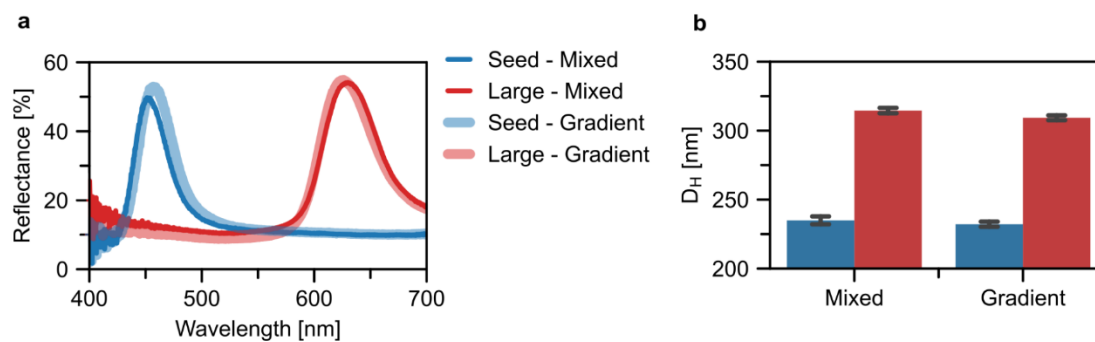 a
60
40
20
0
Reflectance [%]
400
500
600
700
Wavelength [nm]
Seed - Mixed
Large - Mixed
Seed - Gradient
Large - Gradient
b
350
300
250
200
D_H [nm]
Mixed
Gradient